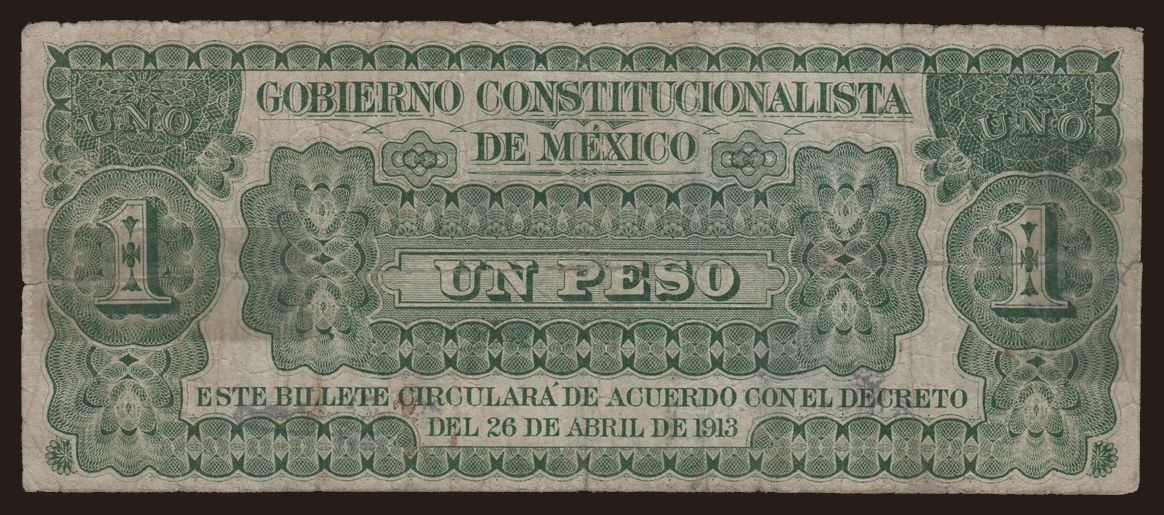 UNO
GOBIERNO CONSTITUCIONALISTA
DE MÉXICO
UNO
1
UN PESO
1
ESTE BILLETE CIRCULARÁ DE ACUERDO CON EL DECRETO
DEL 26 DE ABRIL DE 1913